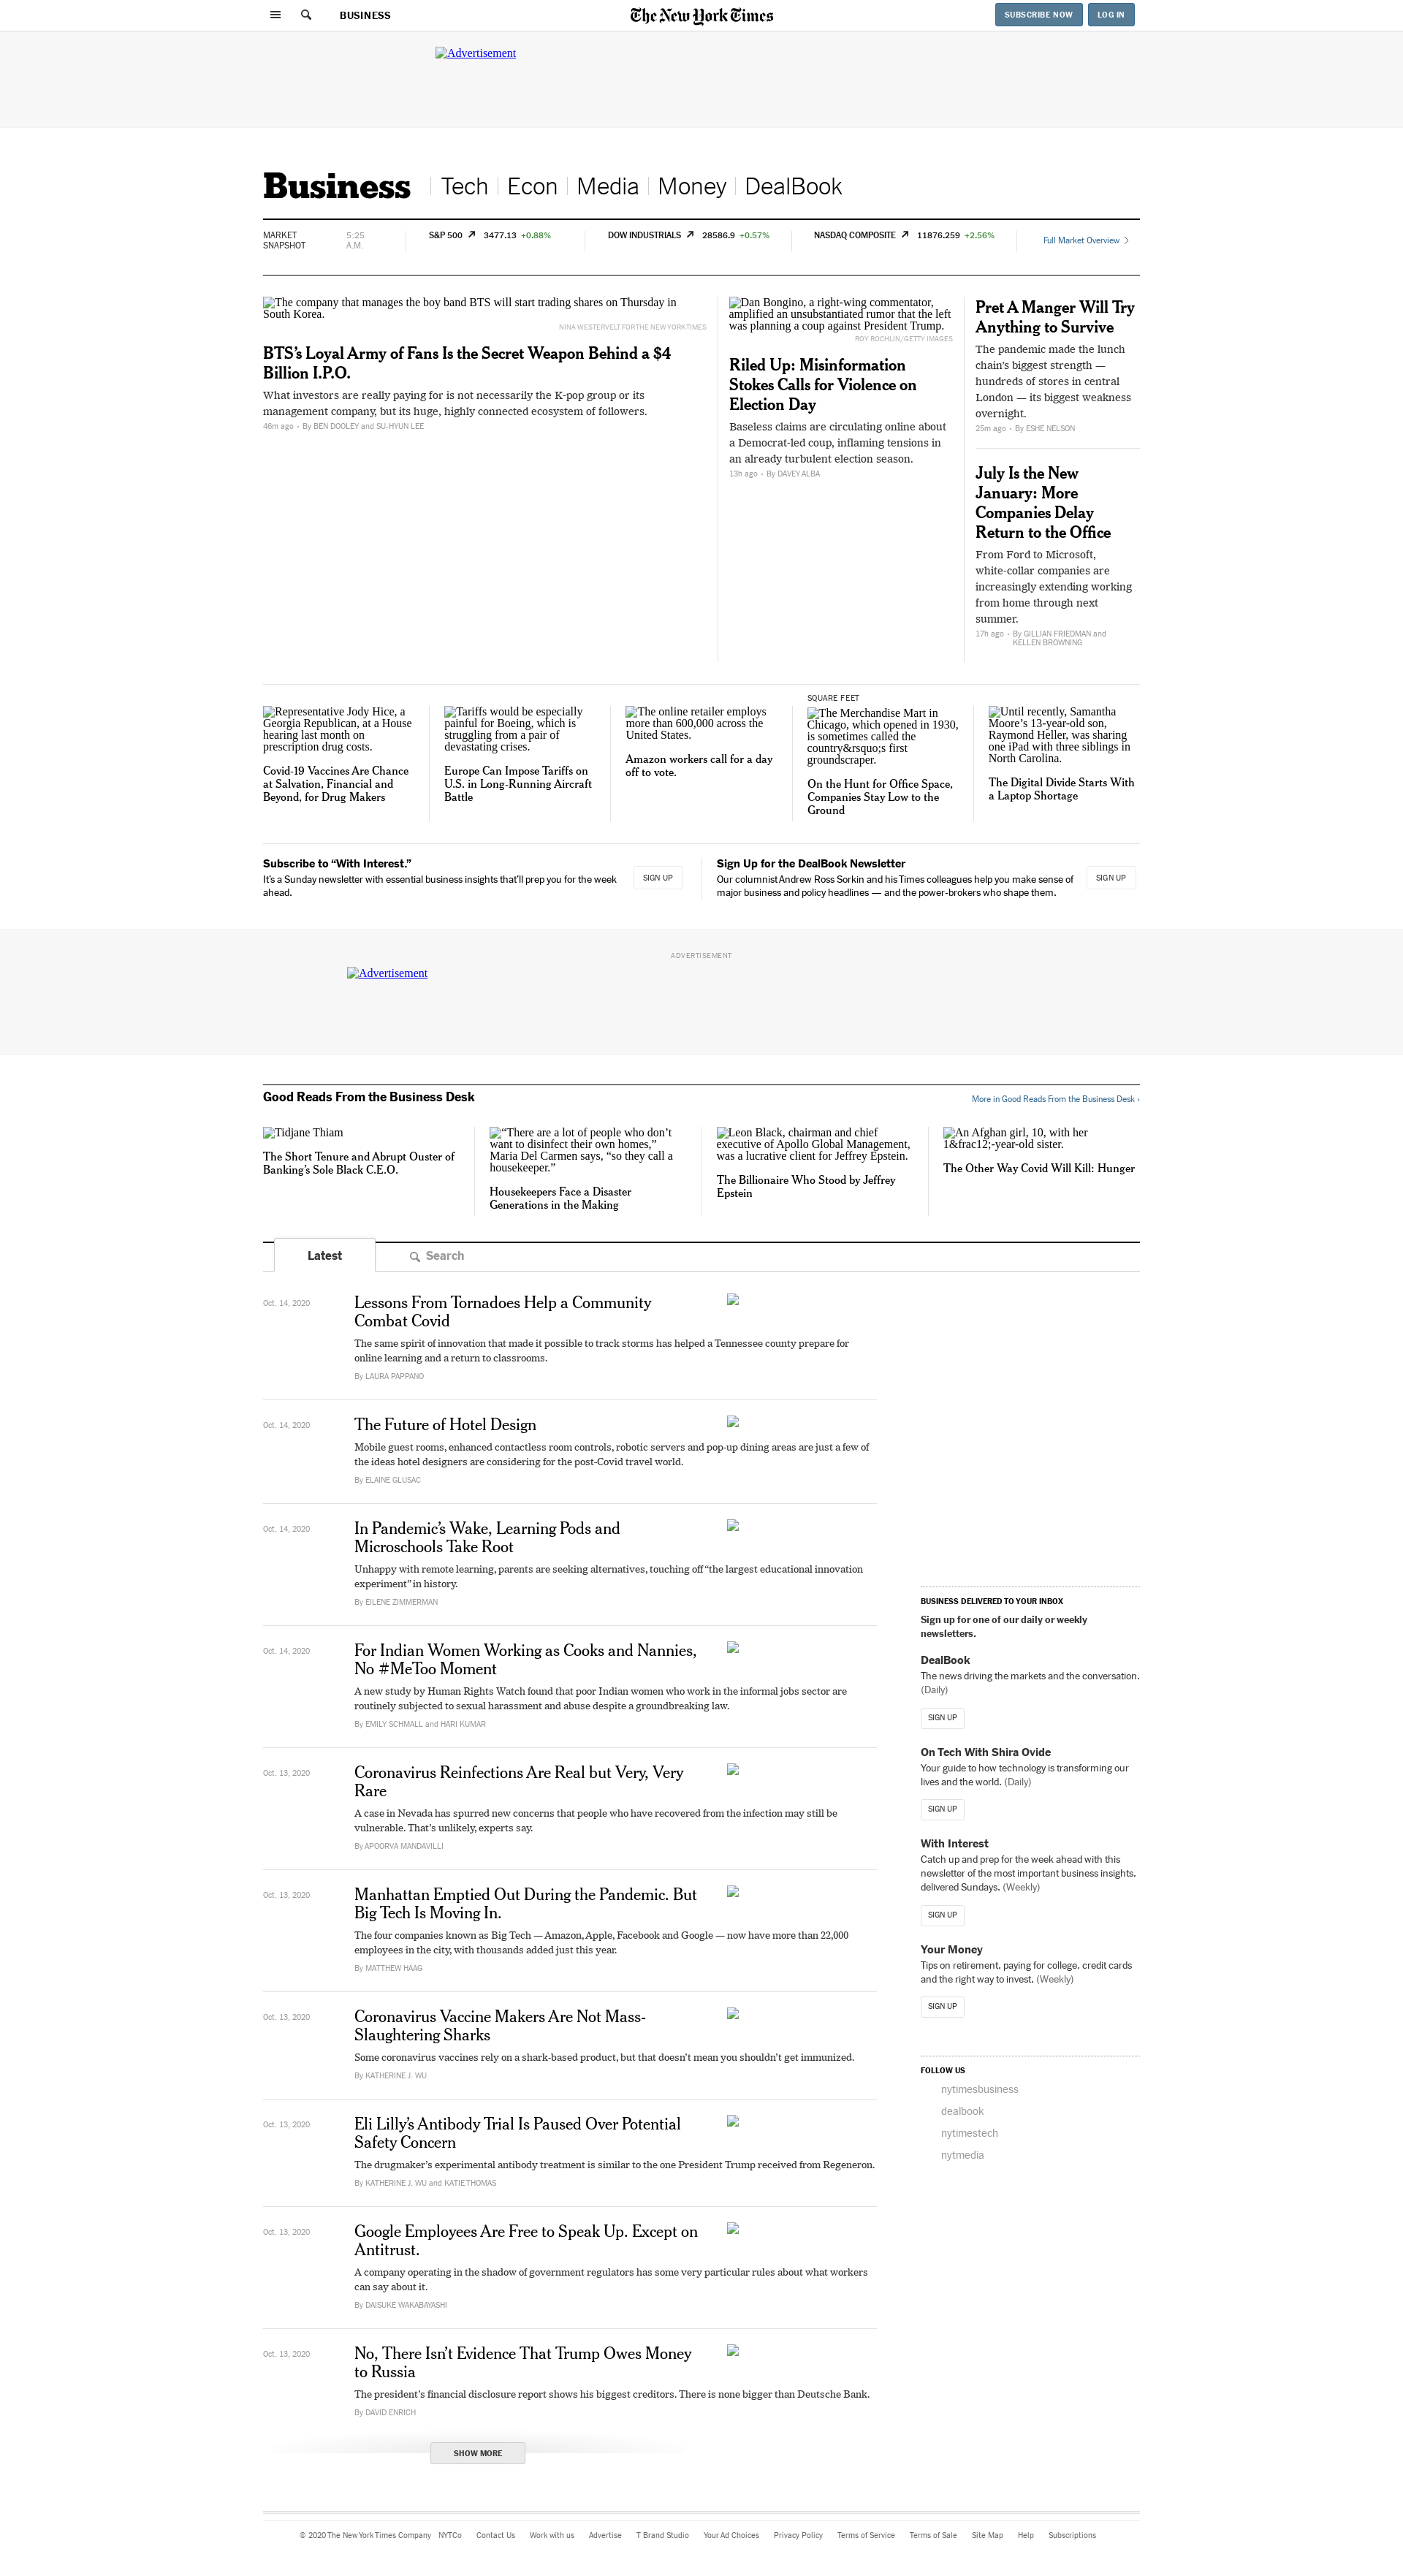 BUSINESS
The New York Times
SUBSCRIBE NOW
LOG IN
Advertisement
Business
Tech
Econ
Media
Money
DealBook
MARKET
SNAPSHOT
5:25
A.M.
S&P 500 3477.13 +0.88%
DOW INDUSTRIALS 28586.9 +0.57%
NASDAQ COMPOSITE 11876.259 +2.56%
Full Market Overview
The company that manages the boy band BTS will start trading shares on Thursday in
South Korea.
NINA WESTERVELT FOR THE NEW YORK TIMES
BTS’s Loyal Army of Fans Is the Secret Weapon Behind a $4
Billion I.P.O.
What investors are really paying for is not necessarily the K-pop group or its
management company, but its huge, highly connected ecosystem of followers.
46m ago • By BEN DOOLEY and SU-HYUN LEE
Dan Bongino, a right-wing commentator,
amplified an unsubstantiated rumor that the left
was planning a coup against President Trump.
ROY ROCHLIN/GETTY IMAGES
Riled Up: Misinformation
Stokes Calls for Violence on
Election Day
Baseless claims are circulating online about
a Democrat-led coup, inflaming tensions in
an already turbulent election season.
13h ago • By DAVEY ALBA
Pret A Manger Will Try
Anything to Survive
The pandemic made the lunch
chain’s biggest strength —
hundreds of stores in central
London — its biggest weakness
overnight.
25m ago • By ESHE NELSON
July Is the New
January: More
Companies Delay
Return to the Office
From Ford to Microsoft,
white-collar companies are
increasingly extending working
from home through next
summer.
17h ago • By GILLIAN FRIEDMAN and
KELLEN BROWNING
Representative Jody Hice, a
Georgia Republican, at a House
hearing last month on
prescription drug costs.
Covid-19 Vaccines Are Chance
at Salvation, Financial and
Beyond, for Drug Makers
Tariffs would be especially
painful for Boeing, which is
struggling from a pair of
devastating crises.
Europe Can Impose Tariffs on
U.S. in Long-Running Aircraft
Battle
The online retailer employs
more than 600,000 across the
United States.
Amazon workers call for a day
off to vote.
SQUARE FEET
The Merchandise Mart in
Chicago, which opened in 1930,
is sometimes called the
country&rsquo;s first
groundscraper.
On the Hunt for Office Space,
Companies Stay Low to the
Ground
Until recently, Samantha
Moore’s 13-year-old son,
Raymond Heller, was sharing
one iPad with three siblings in
North Carolina.
The Digital Divide Starts With
a Laptop Shortage
Subscribe to “With Interest.”
It’s a Sunday newsletter with essential business insights that’ll prep you for the week
ahead.
SIGN UP
Sign Up for the DealBook Newsletter
Our columnist Andrew Ross Sorkin and his Times colleagues help you make sense of
major business and policy headlines — and the power-brokers who shape them.
SIGN UP
ADVERTISEMENT
Advertisement
Good Reads From the Business Desk
More in Good Reads From the Business Desk ›
Tidjane Thiam
The Short Tenure and Abrupt Ouster of
Banking’s Sole Black C.E.O.
“There are a lot of people who don’t
want to disinfect their own homes,”
Maria Del Carmen says, “so they call a
housekeeper.”
Housekeepers Face a Disaster
Generations in the Making
Leon Black, chairman and chief
executive of Apollo Global Management,
was a lucrative client for Jeffrey Epstein.
The Billionaire Who Stood by Jeffrey
Epstein
An Afghan girl, 10, with her
1&frac12;-year-old sister.
The Other Way Covid Will Kill: Hunger
Latest
Search
Oct. 14, 2020
Lessons From Tornadoes Help a Community
Combat Covid
The same spirit of innovation that made it possible to track storms has helped a Tennessee county prepare for
online learning and a return to classrooms.
By LAURA PAPPANO
Oct. 14, 2020
The Future of Hotel Design
Mobile guest rooms, enhanced contactless room controls, robotic servers and pop-up dining areas are just a few of
the ideas hotel designers are considering for the post-Covid travel world.
By ELAINE GLUSAC
Oct. 14, 2020
In Pandemic’s Wake, Learning Pods and
Microschools Take Root
Unhappy with remote learning, parents are seeking alternatives, touching off “the largest educational innovation
experiment” in history.
By EILENE ZIMMERMAN
Oct. 14, 2020
For Indian Women Working as Cooks and Nannies,
No #MeToo Moment
A new study by Human Rights Watch found that poor Indian women who work in the informal jobs sector are
routinely subjected to sexual harassment and abuse despite a groundbreaking law.
By EMILY SCHMALL and HARI KUMAR
Oct. 13, 2020
Coronavirus Reinfections Are Real but Very, Very
Rare
A case in Nevada has spurred new concerns that people who have recovered from the infection may still be
vulnerable. That’s unlikely, experts say.
By APOORVA MANDAVILLI
Oct. 13, 2020
Manhattan Emptied Out During the Pandemic. But
Big Tech Is Moving In.
The four companies known as Big Tech — Amazon, Apple, Facebook and Google — now have more than 22,000
employees in the city, with thousands added just this year.
By MATTHEW HAAG
Oct. 13, 2020
Coronavirus Vaccine Makers Are Not Mass-
Slaughtering Sharks
Some coronavirus vaccines rely on a shark-based product, but that doesn’t mean you shouldn’t get immunized.
By KATHERINE J. WU
Oct. 13, 2020
Eli Lilly’s Antibody Trial Is Paused Over Potential
Safety Concern
The drugmaker’s experimental antibody treatment is similar to the one President Trump received from Regeneron.
By KATHERINE J. WU and KATIE THOMAS
Oct. 13, 2020
Google Employees Are Free to Speak Up. Except on
Antitrust.
A company operating in the shadow of government regulators has some very particular rules about what workers
can say about it.
By DAISUKE WAKABAYASHI
Oct. 13, 2020
No, There Isn’t Evidence That Trump Owes Money
to Russia
The president’s financial disclosure report shows his biggest creditors. There is none bigger than Deutsche Bank.
By DAVID ENRICH
SHOW MORE
BUSINESS DELIVERED TO YOUR INBOX
Sign up for one of our daily or weekly
newsletters.
DealBook
The news driving the markets and the conversation.
(Daily)
SIGN UP
On Tech With Shira Ovide
Your guide to how technology is transforming our
lives and the world. (Daily)
SIGN UP
With Interest
Catch up and prep for the week ahead with this
newsletter of the most important business insights,
delivered Sundays. (Weekly)
SIGN UP
Your Money
Tips on retirement, paying for college, credit cards
and the right way to invest. (Weekly)
SIGN UP
FOLLOW US
nytimesbusiness
dealbook
nytimestech
nytmedia
© 2020 The New York Times Company NYTCo Contact Us Work with us Advertise T Brand Studio Your Ad Choices Privacy Policy Terms of Service Terms of Sale Site Map Help Subscriptions